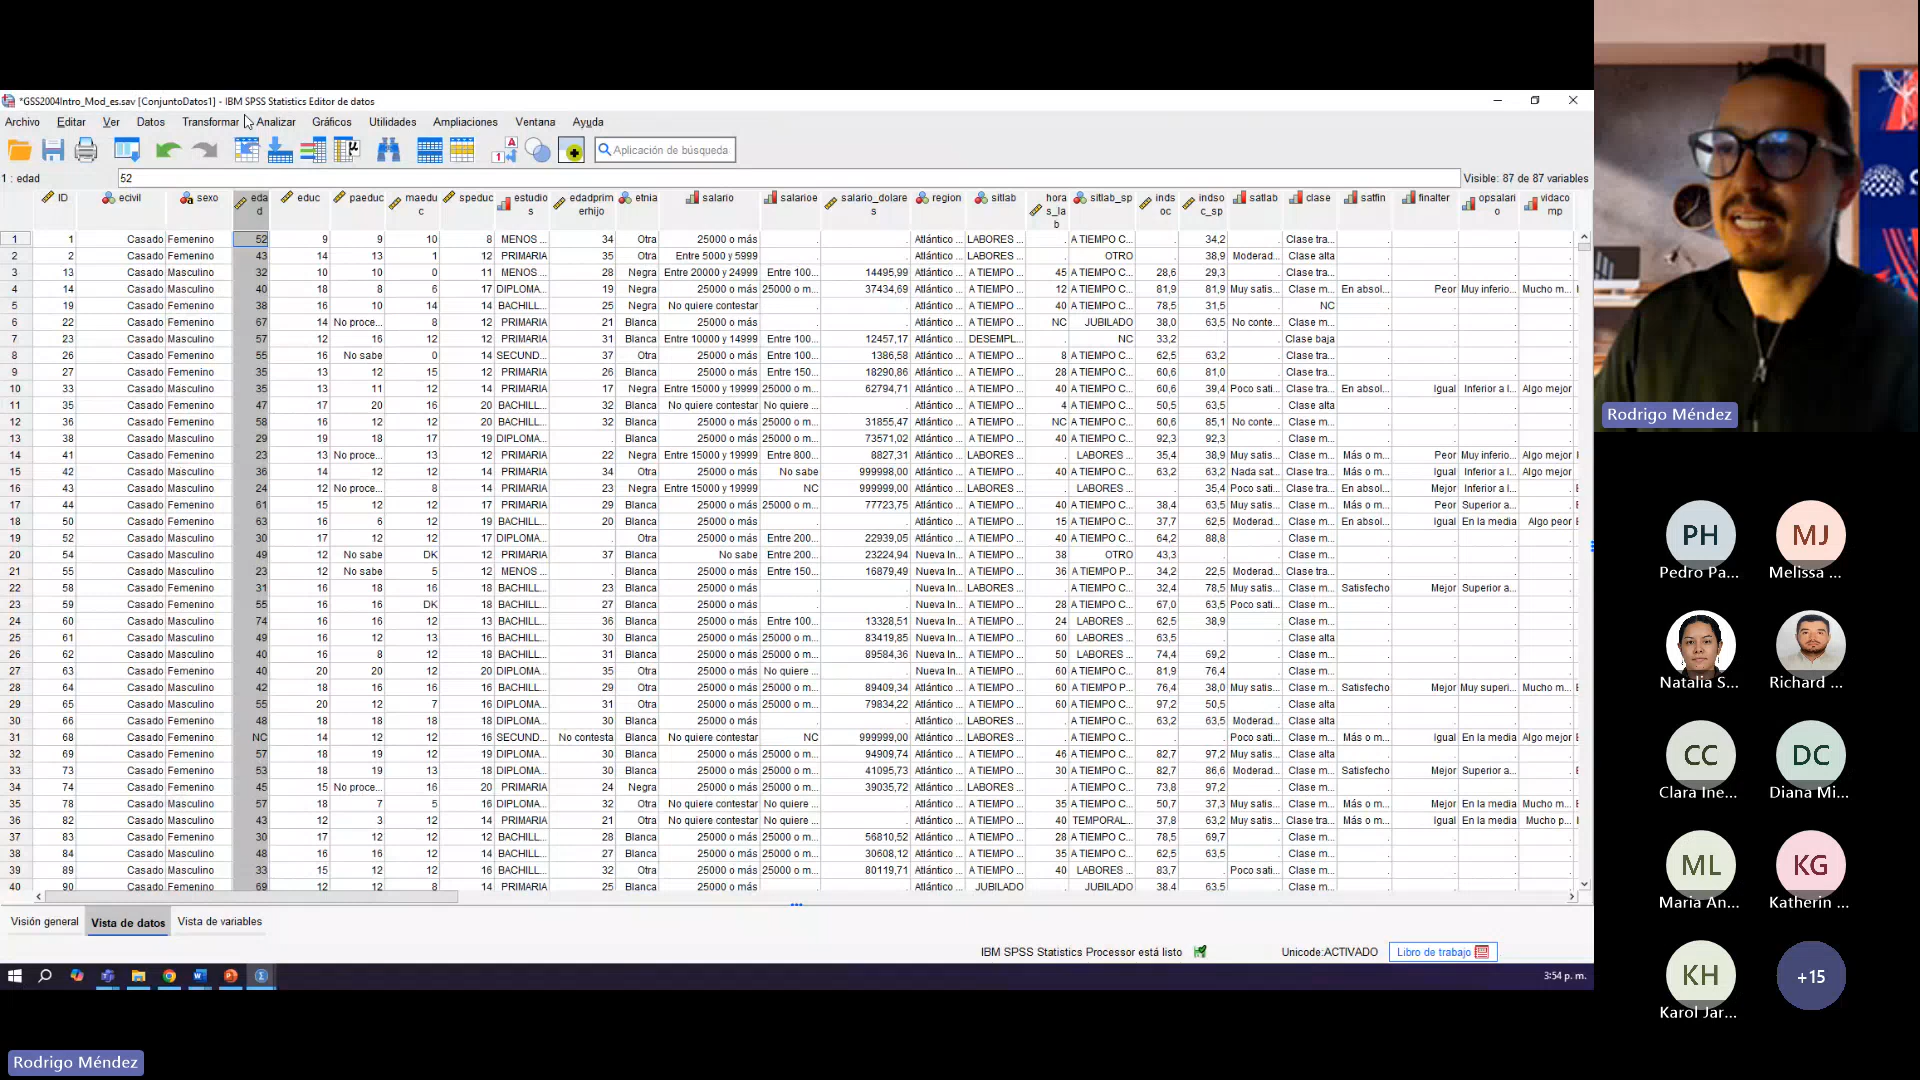 *GSS2004Intro_Mod_es.sav [ConjuntoDatos1] - IBM SPSS Statistics Editor de datos
Archivo Editar Ver Datos Transformar Analizar Gráficos Utilidades Ampliaciones Ventana Ayuda
Aplicación de búsqueda
1 : edad 52 Visible: 87 de 87 variables
ID ecivil sexo edad educ paeduc maeduc speduc estudios edadprimerhijo etnia salario salarioe salario_dolares region sitlab horas_lab sitlab_sp indsoc indsoc_sp satlab clase satfin finalter opsalario vidacomp
1 1 Casado Femenino 52 9 9 10 8 MENOS ... 34 Otra 25000 o más . . Atlántico ... LABORES ... . A TIEMPO C... . 34,2 . Clase tra... . . . .
2 2 Casado Femenino 43 14 13 1 12 PRIMARIA 35 Otra Entre 5000 y 5999 . . Atlántico ... LABORES ... . OTRO . 38,9 Moderad... Clase alta . . . .
3 13 Casado Masculino 32 10 10 0 11 MENOS ... 28 Negra Entre 20000 y 24999 Entre 100... 14495,99 Atlántico ... A TIEMPO ... 45 A TIEMPO C... 28,6 29,3 . Clase tra... . . . .
4 14 Casado Masculino 40 18 8 6 17 DIPLOMA... 19 Negra 25000 o más 25000 o m... 37434,69 Atlántico ... A TIEMPO ... 12 A TIEMPO C... 81,9 81,9 Muy satis... Clase m... En absol... Peor Muy inferio... Mucho m...
5 19 Casado Femenino 38 16 10 14 14 BACHILL... 25 Negra No quiere contestar . . Atlántico ... A TIEMPO ... 40 A TIEMPO C... 78,5 31,5 . NC . . . .
6 22 Casado Femenino 67 14 No proce... 8 12 PRIMARIA 21 Blanca 25000 o más . . Atlántico ... A TIEMPO ... NC JUBILADO 38,0 63,5 No conte... Clase m... . . . .
7 23 Casado Masculino 57 12 16 12 12 PRIMARIA 31 Blanca Entre 10000 y 14999 Entre 100... 12457,17 Atlántico ... DESEMPL... . NC 33,2 . . Clase baja . . . .
8 26 Casado Femenino 55 16 No sabe 0 14 SECUND... 37 Otra 25000 o más Entre 100... 1386,58 Atlántico ... A TIEMPO ... 8 A TIEMPO C... 62,5 63,2 . Clase tra... . . . .
9 27 Casado Femenino 35 13 12 15 12 PRIMARIA 26 Blanca 25000 o más Entre 150... 18290,86 Atlántico ... A TIEMPO ... 28 A TIEMPO C... 60,6 81,0 . Clase tra... . . . .
10 33 Casado Masculino 35 13 11 12 14 PRIMARIA 17 Negra Entre 15000 y 19999 25000 o m... 62794,71 Atlántico ... A TIEMPO ... 40 A TIEMPO C... 60,6 39,4 Poco sati... Clase tra... En absol... Igual Inferior a l... Algo mejor
11 35 Casado Femenino 47 17 20 16 20 BACHILL... 32 Blanca No quiere contestar No quiere ... . Atlántico ... A TIEMPO ... 4 A TIEMPO C... 50,5 63,5 . Clase alta . . . .
12 36 Casado Femenino 58 16 12 12 20 BACHILL... 32 Blanca 25000 o más . 31855,47 Atlántico ... A TIEMPO ... NC A TIEMPO C... 60,6 85,1 No conte... Clase m... . . . .
13 38 Casado Masculino 29 19 18 17 19 DIPLOMA... . Blanca 25000 o más 25000 o m... 73571,02 Atlántico ... A TIEMPO ... 40 A TIEMPO C... 92,3 92,3 . Clase m... . . . .
14 41 Casado Femenino 23 13 No proce... 13 12 PRIMARIA 22 Negra Entre 15000 y 19999 Entre 800... 8827,31 Atlántico ... LABORES ... . LABORES ... 35,4 38,9 Muy satis... Clase m... Más o m... Peor Muy inferio... Algo mejor
15 42 Casado Masculino 36 14 12 12 14 PRIMARIA 34 Otra 25000 o más No sabe 999998,00 Atlántico ... A TIEMPO ... 40 A TIEMPO C... 63,2 63,2 Nada sat... Clase tra... Más o m... Igual Inferior a l... Algo mejor
16 43 Casado Masculino 24 12 No proce... 8 14 PRIMARIA 23 Negra Entre 15000 y 19999 NC 999999,00 Atlántico ... LABORES ... . LABORES ... . 35,4 Poco sati... Clase tra... En absol... Mejor Inferior a l... .
17 44 Casado Masculino 61 15 12 12 17 PRIMARIA 29 Blanca 25000 o más 25000 o m... 77723,75 Atlántico ... A TIEMPO ... 40 A TIEMPO C... 38,4 63,5 Muy satis... Clase m... Más o m... Peor Superior a... .
18 50 Casado Femenino 63 16 6 12 19 BACHILL... 20 Blanca 25000 o más . . Atlántico ... A TIEMPO ... 15 A TIEMPO C... 37,7 62,5 Moderad... Clase m... En absol... Igual En la media Algo peor
19 52 Casado Masculino 30 17 12 12 17 DIPLOMA... . Otra 25000 o más Entre 200... 22939,05 Atlántico ... A TIEMPO ... 40 A TIEMPO C... 64,2 88,8 . Clase m... . . . .
20 54 Casado Masculino 49 12 No sabe DK 12 PRIMARIA 37 Blanca No sabe Entre 200... 23224,94 Nueva In... A TIEMPO ... 38 OTRO 43,3 . . Clase m... . . . .
21 55 Casado Masculino 23 12 No sabe 5 12 MENOS ... . Blanca 25000 o más Entre 150... 16879,49 Nueva In... A TIEMPO ... 36 A TIEMPO P... 34,2 22,5 Moderad... Clase tra... . . . .
22 58 Casado Femenino 31 16 18 16 18 BACHILL... 23 Blanca 25000 o más . . Nueva In... LABORES ... . A TIEMPO C... 32,4 78,5 Muy satis... Clase m... Satisfecho Mejor Superior a... .
23 59 Casado Femenino 55 16 16 DK 18 BACHILL... 27 Blanca 25000 o más . . Nueva In... A TIEMPO ... 28 A TIEMPO C... 67,0 63,5 Poco sati... Clase m... . . . .
24 60 Casado Masculino 74 16 16 12 13 BACHILL... 36 Blanca 25000 o más Entre 100... 13328,51 Nueva In... A TIEMPO ... 24 LABORES ... 62,5 38,9 . Clase m... . . . .
25 61 Casado Masculino 49 16 12 13 16 BACHILL... 30 Blanca 25000 o más 25000 o m... 83419,85 Nueva In... A TIEMPO ... 60 LABORES ... 63,5 . . Clase alta . . . .
26 62 Casado Masculino 40 16 8 12 18 BACHILL... 31 Blanca 25000 o más 25000 o m... 89584,36 Nueva In... A TIEMPO ... 50 LABORES ... 74,4 69,2 . Clase m... . . . .
27 63 Casado Femenino 40 20 20 12 20 DIPLOMA... 35 Otra 25000 o más No quiere ... . Nueva In... A TIEMPO ... 60 A TIEMPO C... 81,9 76,4 . Clase m... . . . .
28 64 Casado Masculino 42 18 16 16 16 BACHILL... 29 Otra 25000 o más 25000 o m... 89409,34 Atlántico ... A TIEMPO ... 60 A TIEMPO P... 76,4 38,0 Muy satis... Clase m... Satisfecho Mejor Muy superi... Mucho m...
29 65 Casado Masculino 55 20 12 7 16 DIPLOMA... 31 Otra 25000 o más 25000 o m... 79834,22 Atlántico ... A TIEMPO ... 60 A TIEMPO C... 97,2 50,5 . Clase alta . . . .
30 66 Casado Femenino 48 18 18 18 18 DIPLOMA... 30 Blanca 25000 o más . . Atlántico ... LABORES ... . A TIEMPO C... 63,2 63,5 Moderad... Clase alta . . . .
31 68 Casado Femenino NC 14 12 12 16 SECUND... No contesta Blanca No quiere contestar NC 999999,00 Atlántico ... A TIEMPO ... . A TIEMPO C... . . Poco sati... Clase m... Más o m... Igual En la media Algo mejor
32 69 Casado Femenino 57 18 19 12 19 DIPLOMA... 30 Blanca 25000 o más 25000 o m... 94909,74 Atlántico ... A TIEMPO ... 46 A TIEMPO C... 82,7 97,2 . Clase alta . . . .
33 73 Casado Femenino 53 18 19 13 18 DIPLOMA... 30 Blanca 25000 o más 25000 o m... 41095,73 Atlántico ... A TIEMPO ... 30 A TIEMPO C... 82,7 86,6 Moderad... Clase m... Satisfecho Mejor Superior a... .
34 74 Casado Femenino 45 15 No proce... 16 20 PRIMARIA 24 Negra 25000 o más 25000 o m... 39035,72 Atlántico ... A TIEMPO ... . A TIEMPO C... 73,8 97,2 . Clase m... . . . .
35 78 Casado Masculino 57 18 7 5 16 DIPLOMA... 32 Otra No quiere contestar No quiere ... . Atlántico ... A TIEMPO ... 35 A TIEMPO C... 50,7 37,3 Muy satis... Clase m... Más o m... Mejor En la media Mucho m...
36 82 Casado Masculino 43 12 3 12 14 PRIMARIA 21 Otra No quiere contestar No quiere ... . Atlántico ... A TIEMPO ... 40 TEMPORAL... 37,8 63,2 Muy satis... Clase m... Más o m... Igual En la media Mucho p...
37 83 Casado Femenino 30 17 12 12 12 BACHILL... 28 Blanca 25000 o más 25000 o m... 56810,52 Atlántico ... A TIEMPO ... 28 A TIEMPO C... 78,5 69,7 . Clase m... . . . .
38 84 Casado Masculino 48 16 16 12 14 BACHILL... 27 Blanca 25000 o más 25000 o m... 30608,12 Atlántico ... A TIEMPO ... 35 A TIEMPO C... 62,5 63,5 . Clase m... . . . .
39 89 Casado Masculino 33 15 12 12 16 BACHILL... 32 Otra 25000 o más 25000 o m... 80119,71 Atlántico ... A TIEMPO ... 40 LABORES ... 83,7 . Poco sati... Clase m... . . . .
40 90 Casado Femenino 69 12 12 8 14 PRIMARIA 25 Blanca 25000 o más . . Atlántico ... JUBILADO . JUBILADO 38,4 63,5 . Clase m... . . . .
Visión general Vista de datos Vista de variables
IBM SPSS Statistics Processor está listo Unicode:ACTIVADO Libro de trabajo
3:54 p. m.
Rodrigo Méndez
Rodrigo Méndez
PH MJ
Pedro Pa... Melissa ...
Natalia S... Richard ...
CC DC
Clara Ine... Diana Mi...
ML KG
Maria An... Katherin ...
KH +15
Karol Jar...